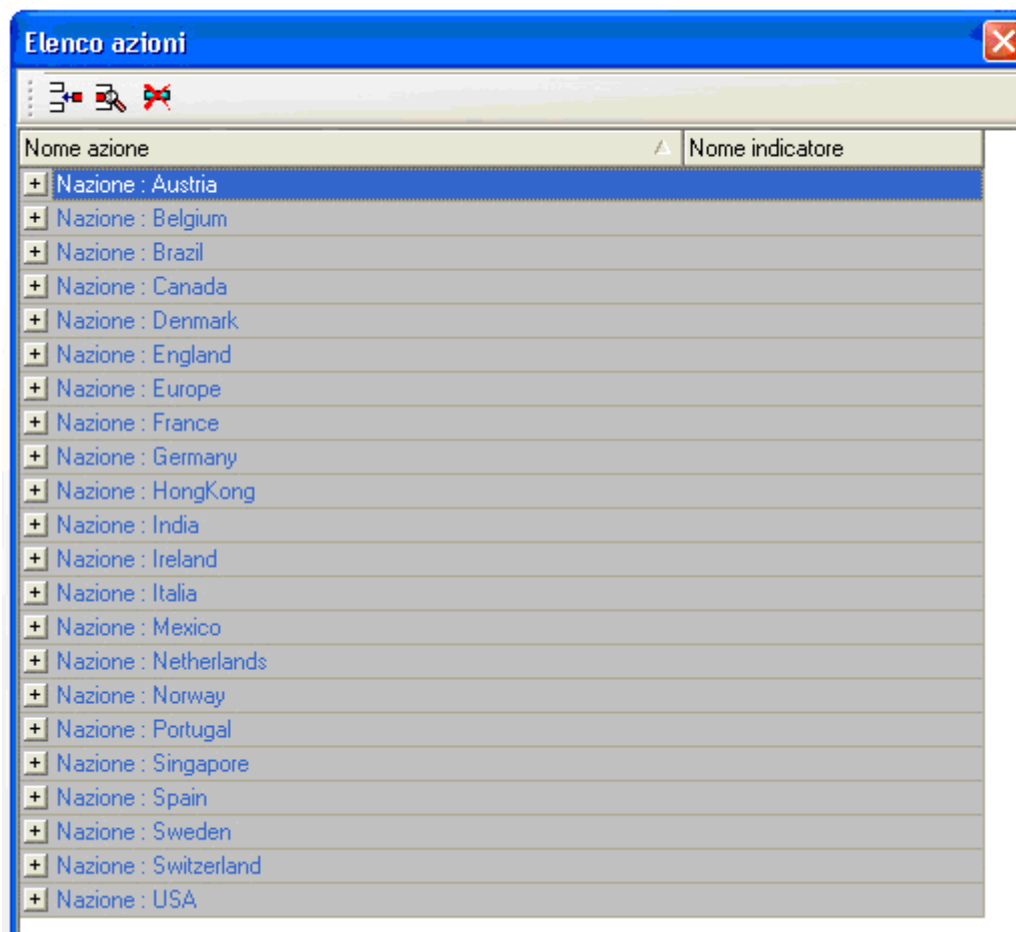 Elenco azioni
Nome azione Nome indicatore
Nazione : Austria
Nazione : Belgium
Nazione : Brazil
Nazione : Canada
Nazione : Denmark
Nazione : England
Nazione : Europe
Nazione : France
Nazione : Germany
Nazione : HongKong
Nazione : India
Nazione : Ireland
Nazione : Italia
Nazione : Mexico
Nazione : Netherlands
Nazione : Norway
Nazione : Portugal
Nazione : Singapore
Nazione : Spain
Nazione : Sweden
Nazione : Switzerland
Nazione : USA